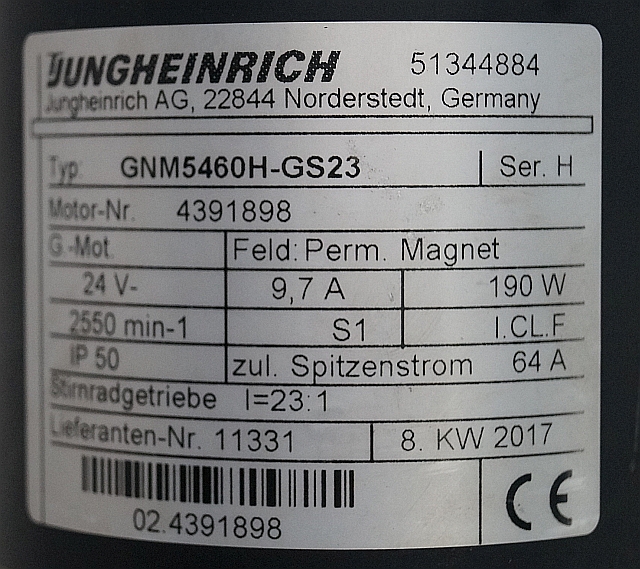 JUNGHEINRICH 51344884
Jungheinrich AG, 22844 Norderstedt, Germany
Typ: GNM5460H-GS23 Ser. H
Motor-Nr. 4391898
G.-Mot. Feld: Perm. Magnet
24 V- 9,7 A 190 W
2550 min-1 S1 I.CL.F
IP 50 zul. Spitzenstrom 64 A
Stirnradgetriebe I=23:1
Lieferanten-Nr. 11331 8. KW 2017
02.4391898 CE